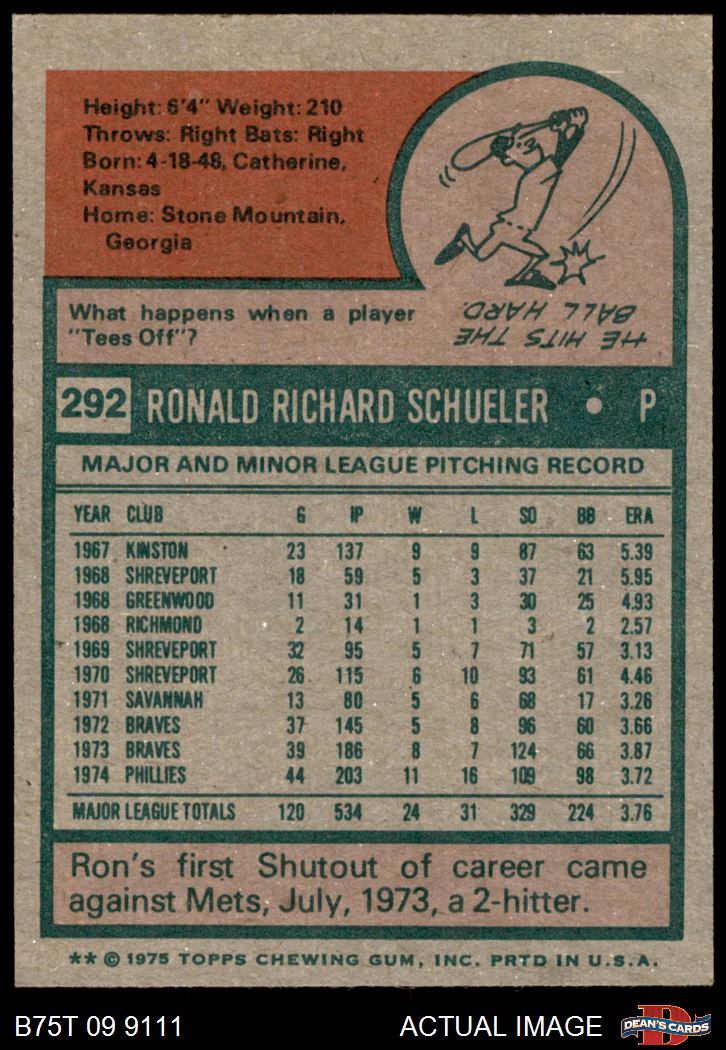 Height: 6'4" Weight: 210
Throws: Right Bats: Right
Born: 4-18-48, Catherine,
Kansas
Home: Stone Mountain,
Georgia
What happens when a player
"Tees Off"?
HE HITS THE
BALL HARD.
292 RONALD RICHARD SCHUELER • P
MAJOR AND MINOR LEAGUE PITCHING RECORD
YEAR CLUB G IP W L SO BB ERA
1967 KINSTON 23 137 9 9 87 63 5.39
1968 SHREVEPORT 18 59 5 3 37 21 5.95
1968 GREENWOOD 11 31 1 3 30 25 4.93
1968 RICHMOND 2 14 1 1 3 2 2.57
1969 SHREVEPORT 32 95 5 7 71 57 3.13
1970 SHREVEPORT 26 115 6 10 93 61 4.46
1971 SAVANNAH 13 80 5 6 68 17 3.26
1972 BRAVES 37 145 5 8 96 60 3.66
1973 BRAVES 39 186 8 7 124 66 3.87
1974 PHILLIES 44 203 11 16 109 98 3.72
MAJOR LEAGUE TOTALS 120 534 24 31 329 224 3.76
Ron's first Shutout of career came
against Mets, July, 1973, a 2-hitter.
** © 1975 TOPPS CHEWING GUM, INC. PRTD IN U.S.A.
B75T 09 9111 ACTUAL IMAGE DEAN'S CARDS